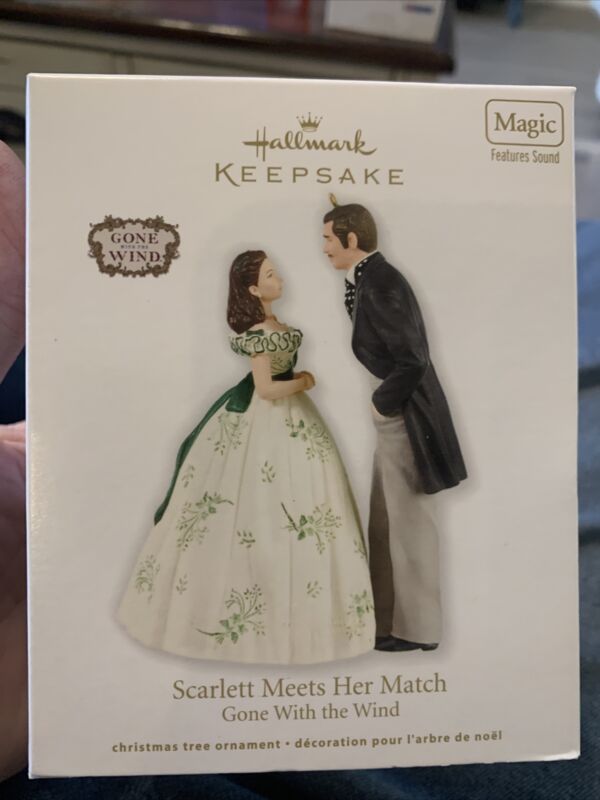 Hallmark
KEEPSAKE
Magic
Features Sound
GONE
WITH THE
WIND
Scarlett Meets Her Match
Gone With the Wind
christmas tree ornament • décoration pour l'arbre de noël